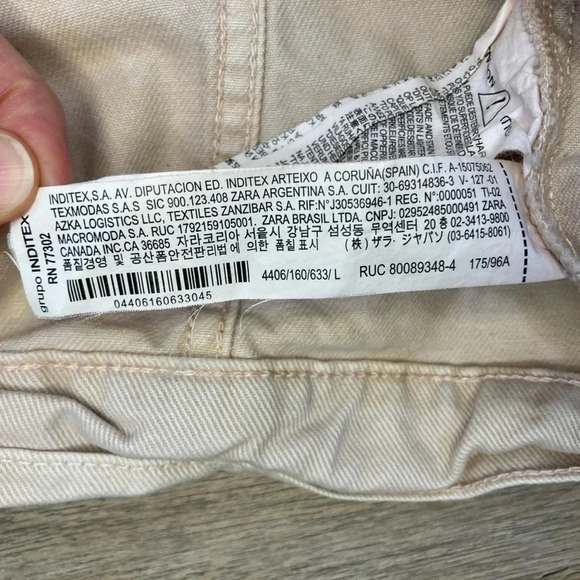 grupo INDITEX
RN 77302
INDITEX,S.A. AV. DIPUTACION ED. INDITEX ARTEIXO A CORUÑA(SPAIN) C.I.F. A-15075062
TEXMODAS S.A.S SIC 900.123.408 ZARA ARGENTINA S.A. CUIT: 30-69314836-3 V- 127 -01
AZKA LOGISTICS LLC, TEXTILES ZANZIBAR S.A. RIF:N°J30536946-1 REG. N°:0000051 TI-02
MACROMODA S.A. RUC 1792159105001. ZARA BRASIL LTDA. CNPJ: 02952485000491 ZARA
CANADA INC.CA 36685 자라코리아 서울시 강남구 삼성동 무역센터 20 층 02-3413-9800
품질경영 및 공산품안전관리법에 의한 품질 표시 (株) ザラ・ジャパン (03-6415-8061)
4406/160/633/ L RUC 80089348-4 175/96A
04406160633045